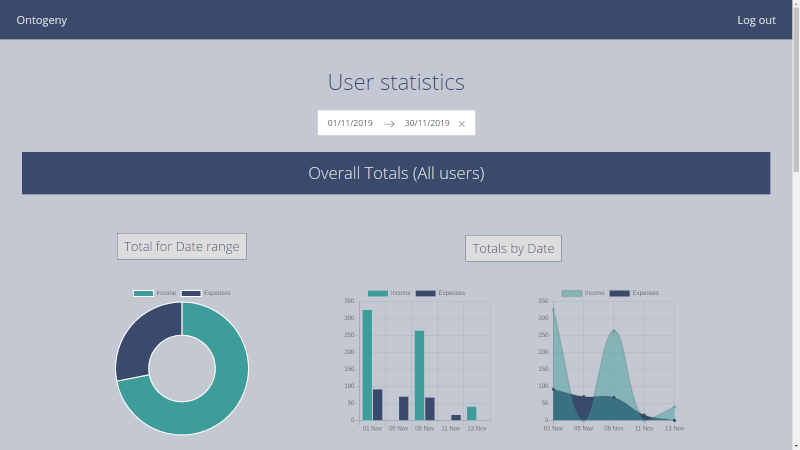 Ontogeny
Log out
User statistics
01/11/2019 → 30/11/2019 ×
Overall Totals (All users)
Total for Date range
Totals by Date
Income Expenses
Income Expenses
350
300
250
200
150
100
50
0
01 Nov 05 Nov 08 Nov 11 Nov 13 Nov
Income Expenses
350
300
250
200
150
100
50
0
01 Nov 05 Nov 08 Nov 11 Nov 13 Nov